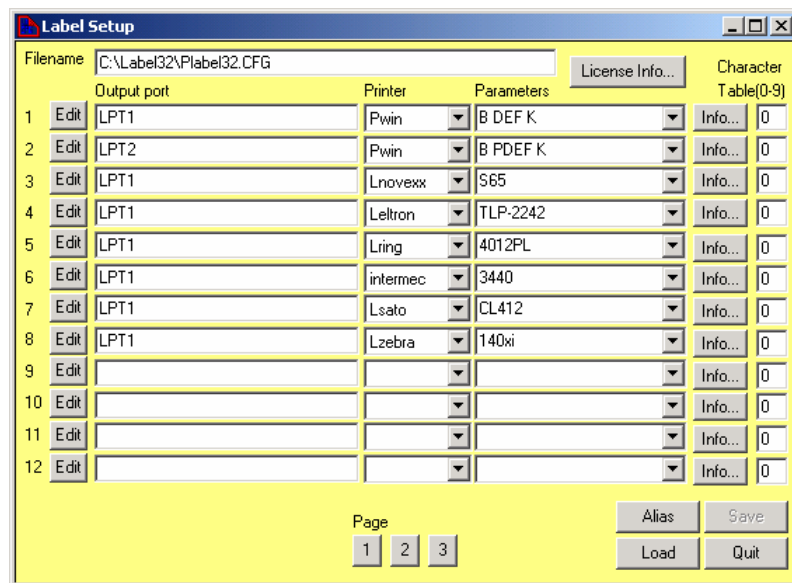 Label Setup
Filename C:\Label32\Plabel32.CFG License Info... Character
Output port Printer Parameters Table(0-9)
1 Edit LPT1 Pwin B DEF K Info... 0
2 Edit LPT2 Pwin B PDEF K Info... 0
3 Edit LPT1 Lnovexx S65 Info... 0
4 Edit LPT1 Leltron TLP-2242 Info... 0
5 Edit LPT1 Lring 4012PL Info... 0
6 Edit LPT1 intermec 3440 Info... 0
7 Edit LPT1 Lsato CL412 Info... 0
8 Edit LPT1 Lzebra 140xi Info... 0
9 Edit Info... 0
10 Edit Info... 0
11 Edit Info... 0
12 Edit Info... 0
Page Alias Save
1 2 3 Load Quit